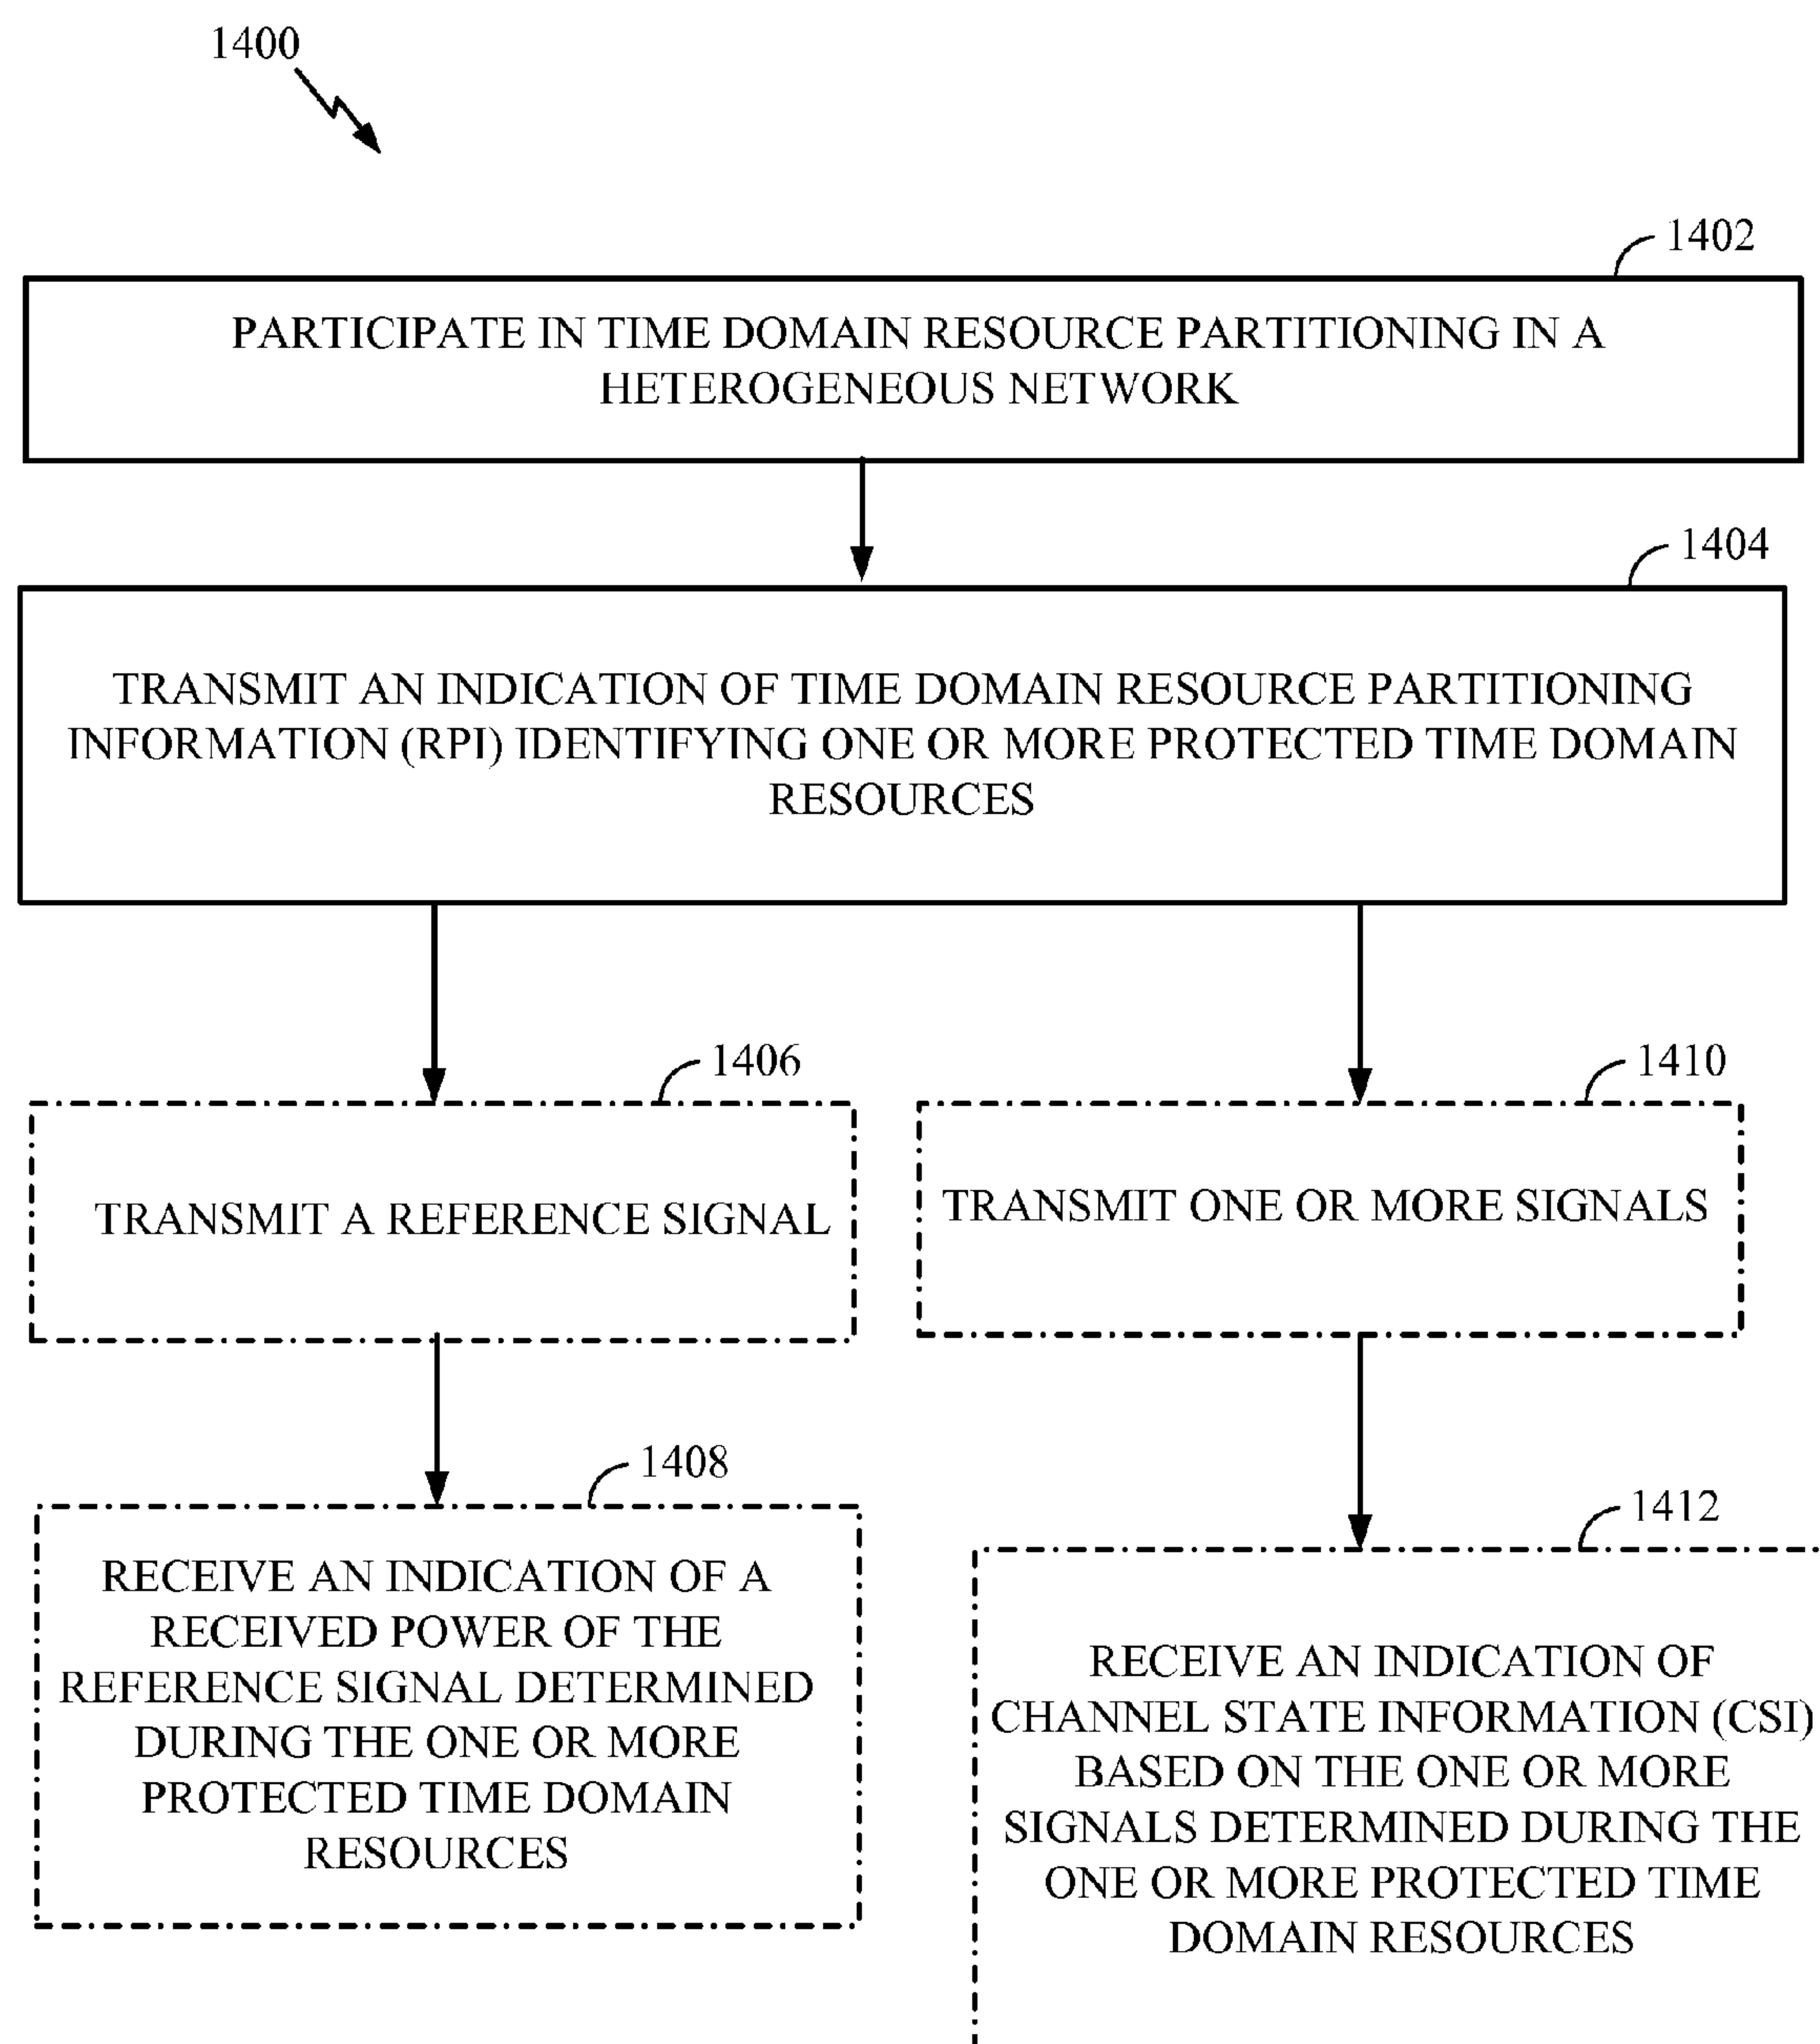 1400
1402
PARTICIPATE IN TIME DOMAIN RESOURCE PARTITIONING IN A
HETEROGENEOUS NETWORK
1404
TRANSMIT AN INDICATION OF TIME DOMAIN RESOURCE PARTITIONING
INFORMATION (RPI) IDENTIFYING ONE OR MORE PROTECTED TIME DOMAIN
RESOURCES
1406
TRANSMIT A REFERENCE SIGNAL
1408
RECEIVE AN INDICATION OF A
RECEIVED POWER OF THE
REFERENCE SIGNAL DETERMINED
DURING THE ONE OR MORE
PROTECTED TIME DOMAIN
RESOURCES
1410
TRANSMIT ONE OR MORE SIGNALS
1412
RECEIVE AN INDICATION OF
CHANNEL STATE INFORMATION (CSI)
BASED ON THE ONE OR MORE
SIGNALS DETERMINED DURING THE
ONE OR MORE PROTECTED TIME
DOMAIN RESOURCES